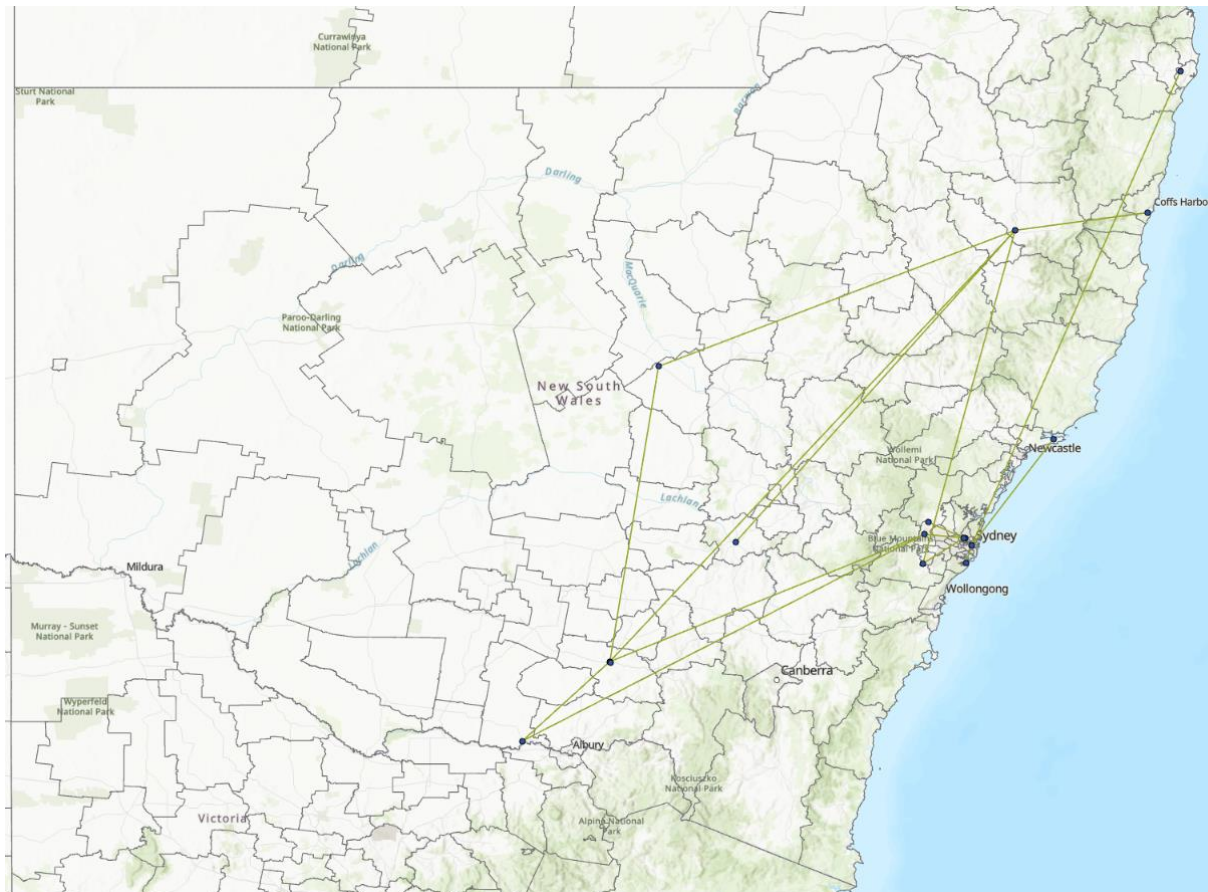 Currawinya
National Park
Sturt National
Park
Barwon
Darling
Coffs Harbo
Darling
MacQuarie
Paroo-Darling
National Park
New South
Wales
Newcastle
Wollemi
National Park
Lachlan
Sydney
Blue Mountains
National Park
Lachlan
Mildura
Wollongong
Murray - Sunset
National Park
Canberra
Wyperfeld
National Park
Albury
Kosciuszko
National Park
Victoria
Alpine National
Park